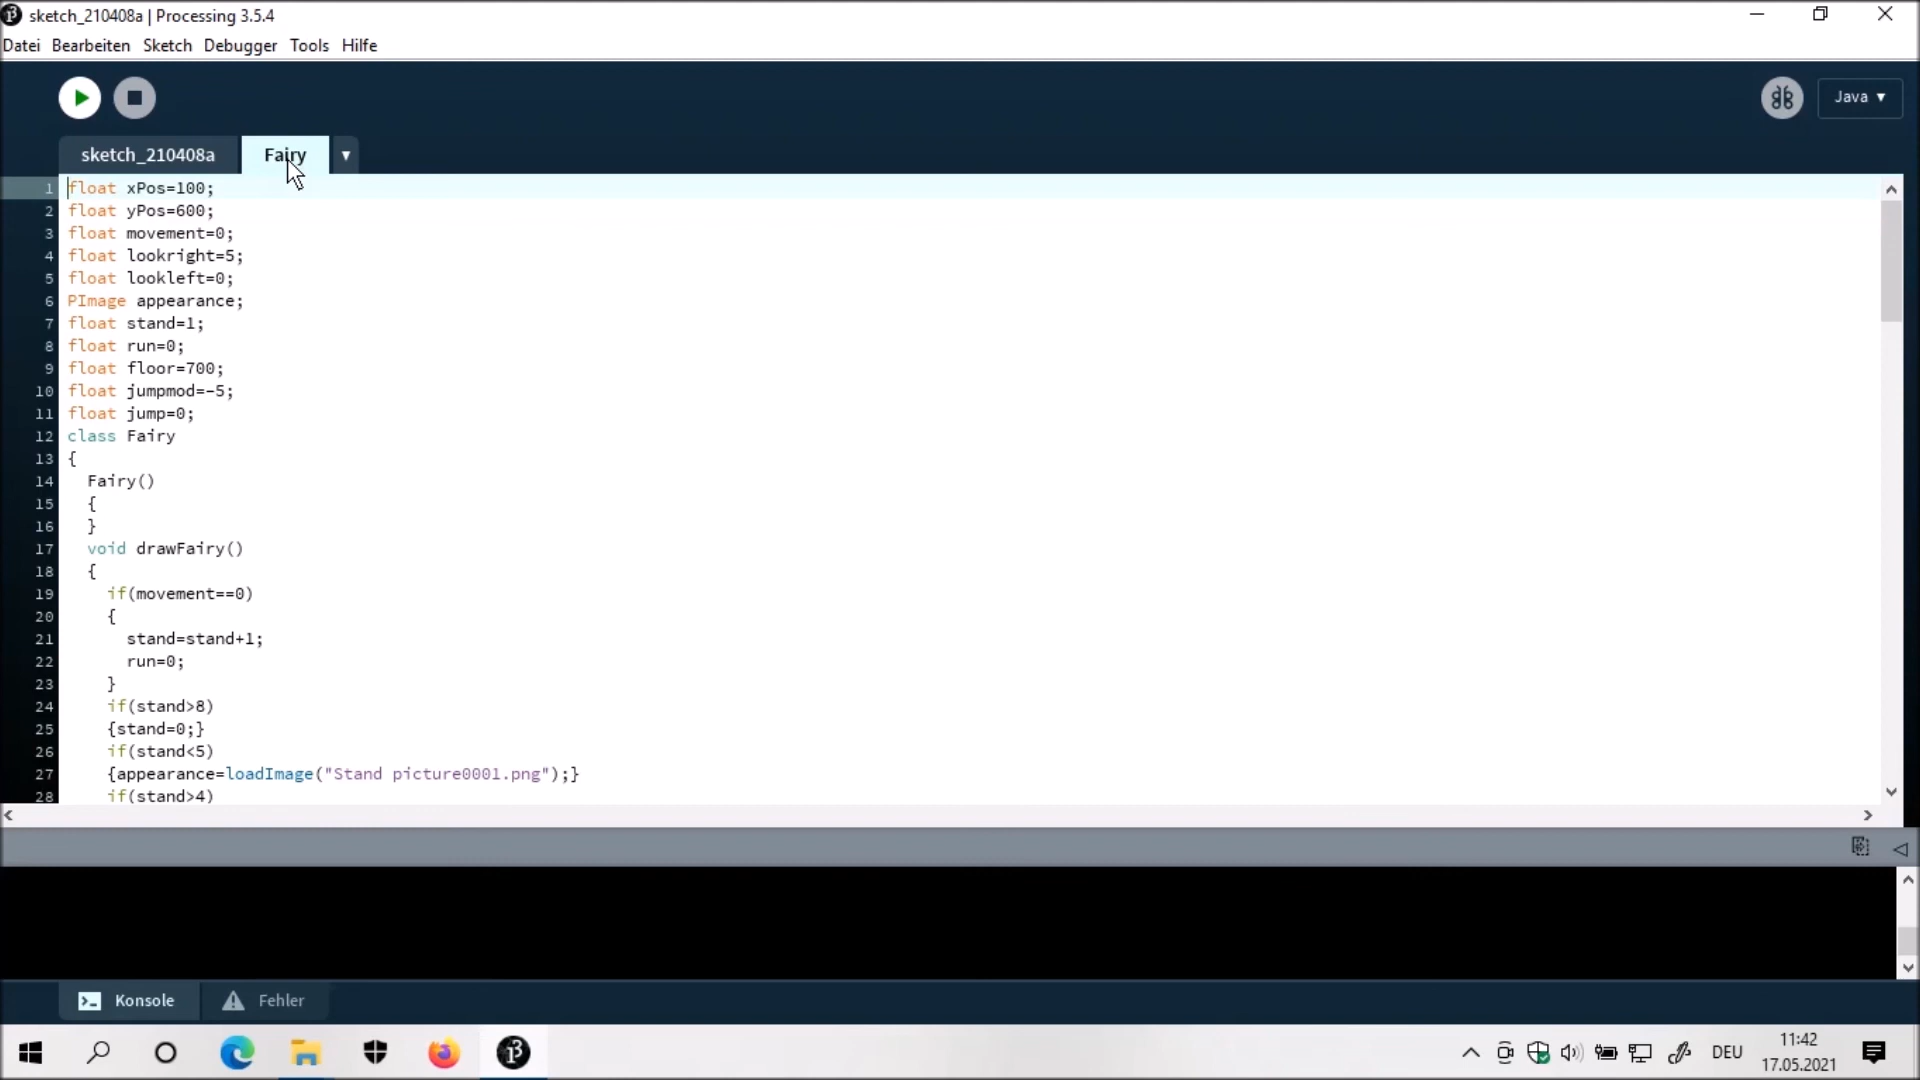 sketch_210408a | Processing 3.5.4
Datei Bearbeiten Sketch Debugger Tools Hilfe
Java ▾
sketch_210408a Fairy ▾
1 float xPos=100;
2 float yPos=600;
3 float movement=0;
4 float lookright=5;
5 float lookleft=0;
6 PImage appearance;
7 float stand=1;
8 float run=0;
9 float floor=700;
10 float jumpmod=-5;
11 float jump=0;
12 class Fairy
13 {
14 Fairy()
15 {
16 }
17 void drawFairy()
18 {
19 if(movement==0)
20 {
21 stand=stand+1;
22 run=0;
23 }
24 if(stand>8)
25 {stand=0;}
26 if(stand<5)
27 {appearance=loadImage("Stand picture0001.png");}
28 if(stand>4)
Konsole Fehler
DEU
11:42
17.05.2021